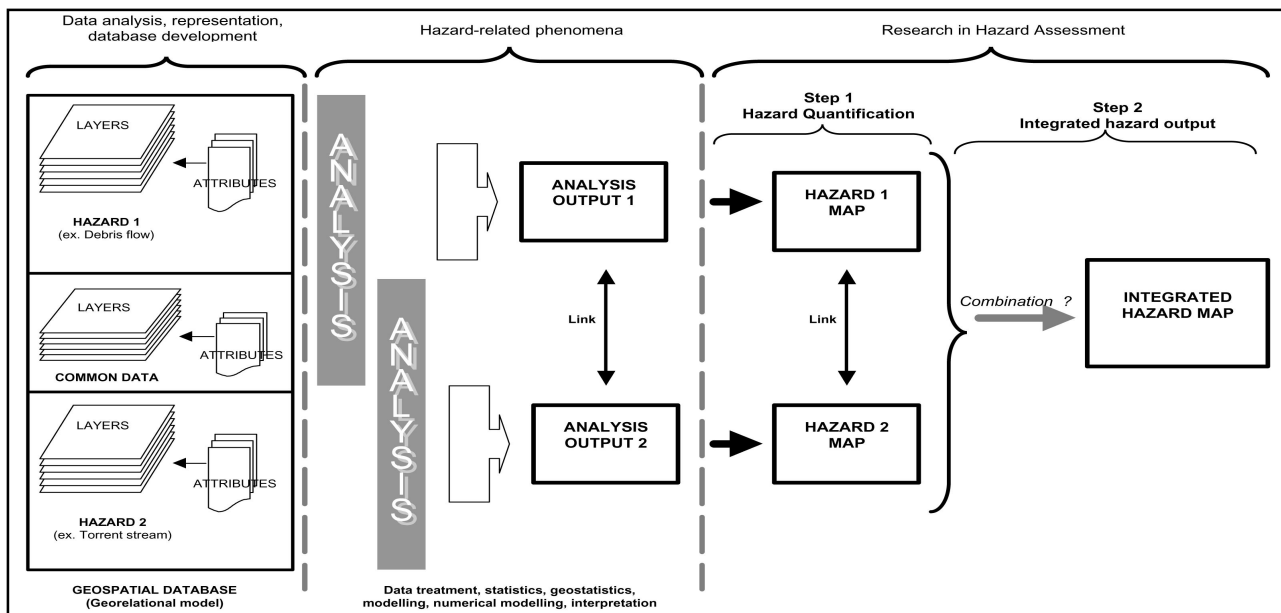 Data analysis, representation,
database development
Hazard-related phenomena
Research in Hazard Assessment
LAYERS
ATTRIBUTES
HAZARD 1
(ex. Debris flow)
LAYERS
ATTRIBUTES
COMMON DATA
LAYERS
ATTRIBUTES
HAZARD 2
(ex. Torrent stream)
GEOSPATIAL DATABASE
(Georelational model)
ANALYSIS
ANALYSIS
ANALYSIS
OUTPUT 1
Link
ANALYSIS
OUTPUT 2
Data treatment, statistics, geostatistics,
modelling, numerical modelling, interpretation
Step 1
Hazard Quantification
HAZARD 1
MAP
Link
HAZARD 2
MAP
Step 2
Integrated hazard output
Combination ?
INTEGRATED
HAZARD MAP